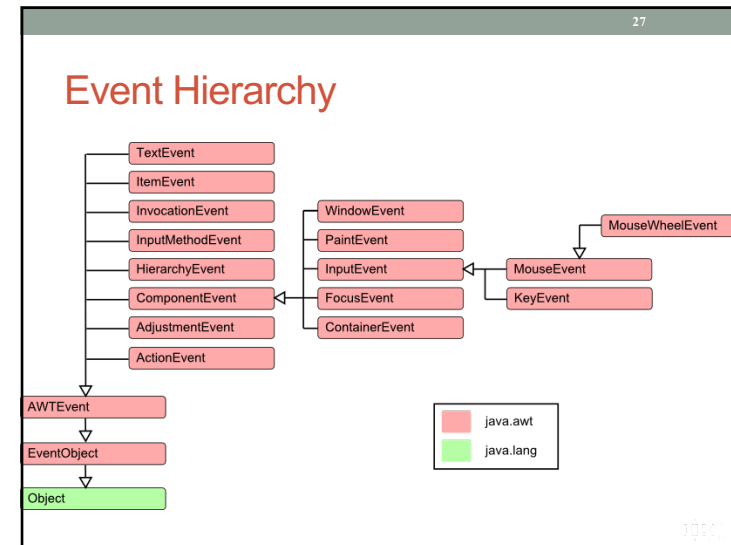 27
Event Hierarchy
TextEvent
ItemEvent
InvocationEvent
InputMethodEvent
HierarchyEvent
ComponentEvent
AdjustmentEvent
ActionEvent
WindowEvent
PaintEvent
InputEvent
FocusEvent
ContainerEvent
MouseWheelEvent
MouseEvent
KeyEvent
AWTEvent
EventObject
Object
java.awt
java.lang